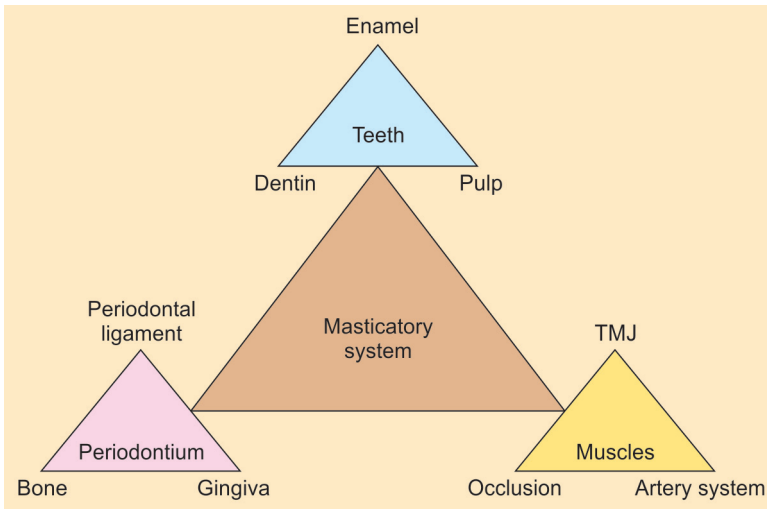 Enamel
Teeth
Dentin
Pulp
Periodontal
ligament
Masticatory
system
TMJ
Periodontium
Muscles
Bone
Gingiva
Occlusion
Artery system